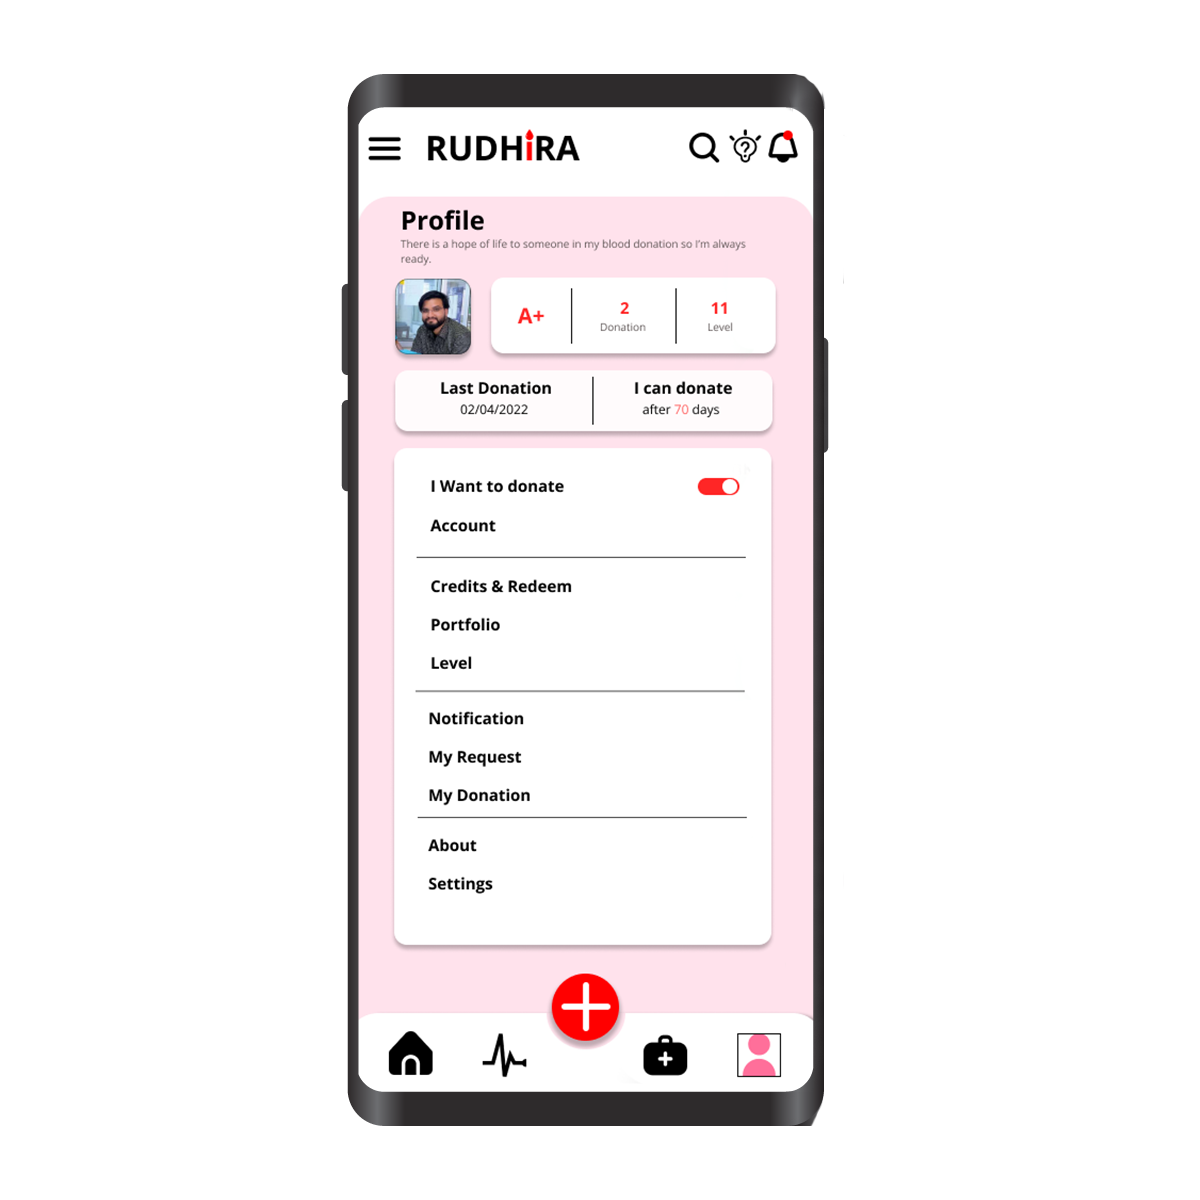 RUDHiRA
Profile
There is a hope of life to someone in my blood donation so I'm always
ready.
A+
2
Donation
11
Level
Last Donation
02/04/2022
I can donate
after 70 days
I Want to donate
Account
Credits & Redeem
Portfolio
Level
Notification
My Request
My Donation
About
Settings